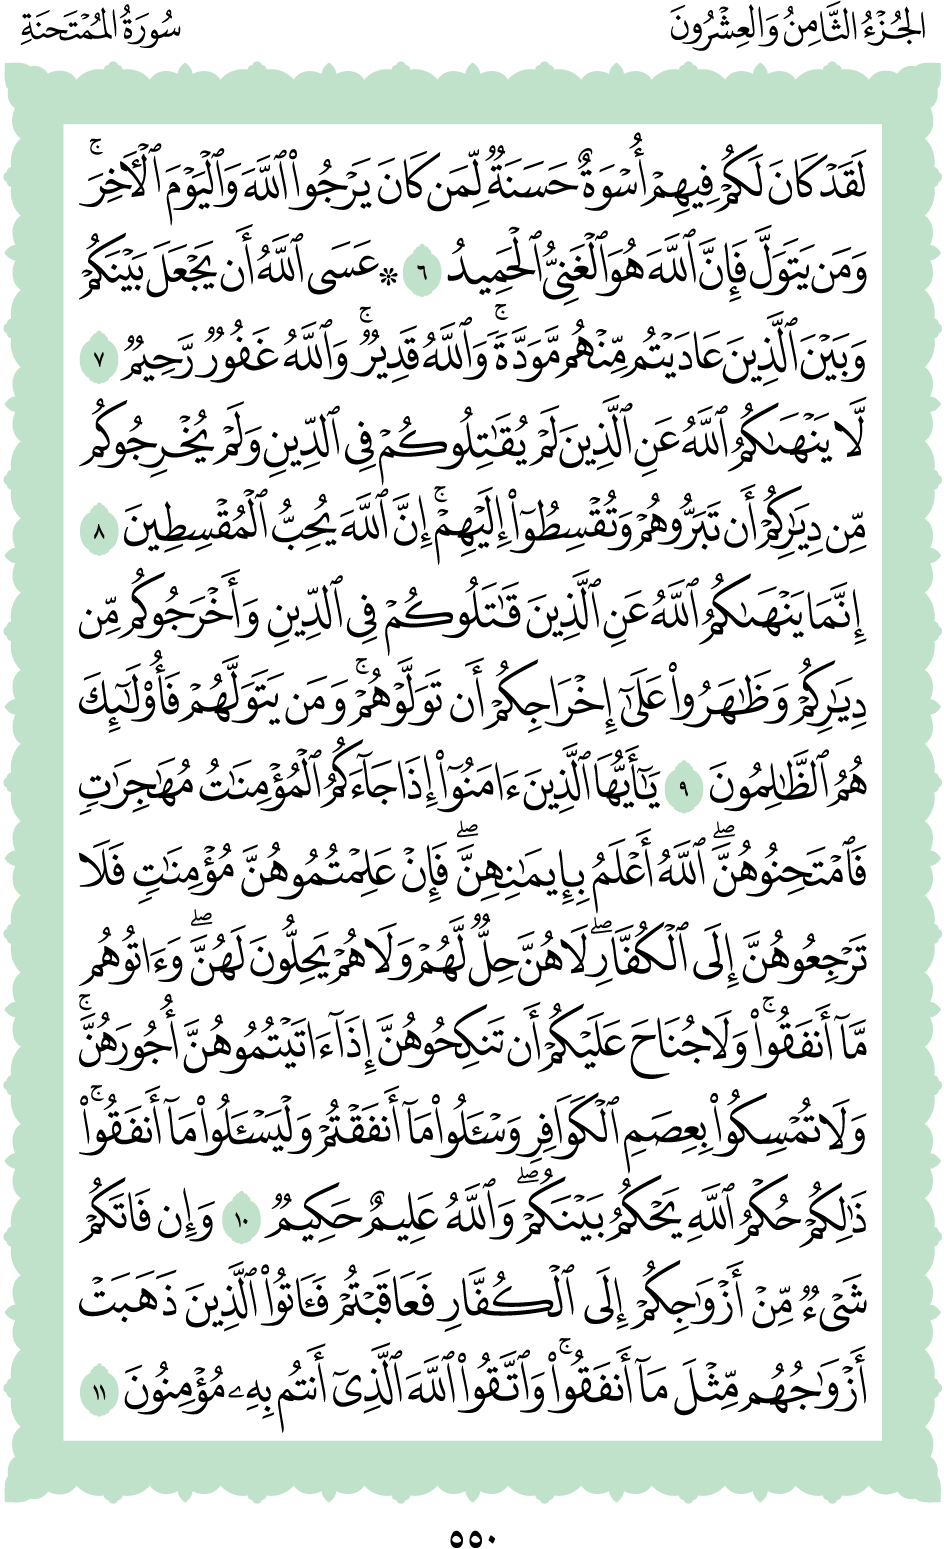 الجُزْءُ الثَّامِنُ وَالعِشْرُونَ
سُورَةُ المُمْتَحنَةِ
لَقَدۡ كَانَ لَكُمۡ فِيهِمۡ أُسۡوَةٌ حَسَنَةٞ لِّمَن كَانَ يَرۡجُواْ ٱللَّهَ وَٱلۡيَوۡمَ ٱلۡأٓخِرَۚ
وَمَن يَتَوَلَّ فَإِنَّ ٱللَّهَ هُوَ ٱلۡغَنِيُّ ٱلۡحَمِيدُ ٦ * عَسَى ٱللَّهُ أَن يَجۡعَلَ بَيۡنَكُمۡ
وَبَيۡنَ ٱلَّذِينَ عَادَيۡتُم مِّنۡهُم مَّوَدَّةٗۚ وَٱللَّهُ قَدِيرٞۚ وَٱللَّهُ غَفُورٞ رَّحِيمٞ ٧
لَّا يَنۡهَىٰكُمُ ٱللَّهُ عَنِ ٱلَّذِينَ لَمۡ يُقَٰتِلُوكُمۡ فِي ٱلدِّينِ وَلَمۡ يُخۡرِجُوكُم
مِّن دِيَٰرِكُمۡ أَن تَبَرُّوهُمۡ وَتُقۡسِطُوٓاْ إِلَيۡهِمۡۚ إِنَّ ٱللَّهَ يُحِبُّ ٱلۡمُقۡسِطِينَ ٨
إِنَّمَا يَنۡهَىٰكُمُ ٱللَّهُ عَنِ ٱلَّذِينَ قَٰتَلُوكُمۡ فِي ٱلدِّينِ وَأَخۡرَجُوكُم مِّن
دِيَٰرِكُمۡ وَظَٰهَرُواْ عَلَىٰٓ إِخۡرَاجِكُمۡ أَن تَوَلَّوۡهُمۡۚ وَمَن يَتَوَلَّهُمۡ فَأُوْلَٰٓئِكَ
هُمُ ٱلظَّٰلِمُونَ ٩ يَٰٓأَيُّهَا ٱلَّذِينَ ءَامَنُوٓاْ إِذَا جَآءَكُمُ ٱلۡمُؤۡمِنَٰتُ مُهَٰجِرَٰتٖ
فَٱمۡتَحِنُوهُنَّۖ ٱللَّهُ أَعۡلَمُ بِإِيمَٰنِهِنَّۖ فَإِنۡ عَلِمۡتُمُوهُنَّ مُؤۡمِنَٰتٖ فَلَا
تَرۡجِعُوهُنَّ إِلَى ٱلۡكُفَّارِۖ لَا هُنَّ حِلّٞ لَّهُمۡ وَلَا هُمۡ يَحِلُّونَ لَهُنَّۖ وَءَاتُوهُم
مَّآ أَنفَقُواْۚ وَلَا جُنَاحَ عَلَيۡكُمۡ أَن تَنكِحُوهُنَّ إِذَآ ءَاتَيۡتُمُوهُنَّ أُجُورَهُنَّۚ
وَلَا تُمۡسِكُواْ بِعِصَمِ ٱلۡكَوَافِرِ وَسۡـَٔلُواْ مَآ أَنفَقۡتُمۡ وَلۡيَسۡـَٔلُواْ مَآ أَنفَقُواْۚ
ذَٰلِكُمۡ حُكۡمُ ٱللَّهِ يَحۡكُمُ بَيۡنَكُمۡۖ وَٱللَّهُ عَلِيمٌ حَكِيمٞ ١٠ وَإِن فَاتَكُمۡ
شَيۡءٞ مِّنۡ أَزۡوَٰجِكُمۡ إِلَى ٱلۡكُفَّارِ فَعَاقَبۡتُمۡ فَـَٔاتُواْ ٱلَّذِينَ ذَهَبَتۡ
أَزۡوَٰجُهُم مِّثۡلَ مَآ أَنفَقُواْۚ وَٱتَّقُواْ ٱللَّهَ ٱلَّذِيٓ أَنتُم بِهِۦ مُؤۡمِنُونَ ١١
٥٥٠